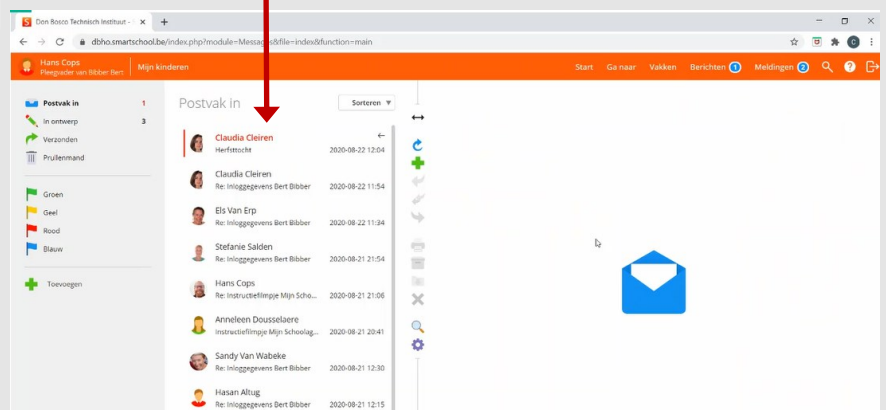 Don Bosco Technisch Instituut -
dbho.smartschool.be/index.php?module=Messages&file=index&function=main
Hans Cops
Pleegvader van Bibber Bert
Mijn kinderen
Start Ga naar Vakken Berichten 1 Meldingen 2
Postvak in 1
In ontwerp 3
Verzonden
Prullenmand
Groen
Geel
Rood
Blauw
Toevoegen
Postvak in
Sorteren
Claudia Cleiren
Herfsttocht 2020-08-22 12:04
Claudia Cleiren
Re: Inloggegevens Bert Bibber 2020-08-22 11:54
Els Van Erp
Re: Inloggegevens Bert Bibber 2020-08-22 11:34
Stefanie Salden
Re: Inloggegevens Bert Bibber 2020-08-21 21:54
Hans Cops
Re: Instructiefilmpje Mijn Scho... 2020-08-21 21:06
Anneleen Dousselaere
Instructiefilmpje Mijn Schoolag... 2020-08-21 20:41
Sandy Van Wabeke
Re: Inloggegevens Bert Bibber 2020-08-21 12:30
Hasan Altug
Re: Inloggegevens Bert Bibber 2020-08-21 12:15